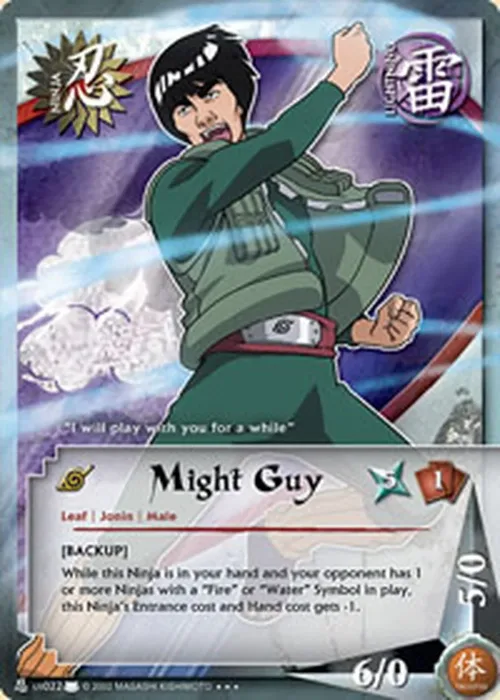 忍
NINJA
雷
LIGHTNING
"I will play with you for a while"
Might Guy
5
1
Leaf | Jonin | Male
[BACKUP]
While this Ninja is in your hand and your opponent has 1
or more Ninjas with a "Fire" or "Water" Symbol in play,
this Ninja's Entrance cost and Hand cost gets -1.
5/0
6/0
体
© 2002 MASASHI KISHIMOTO